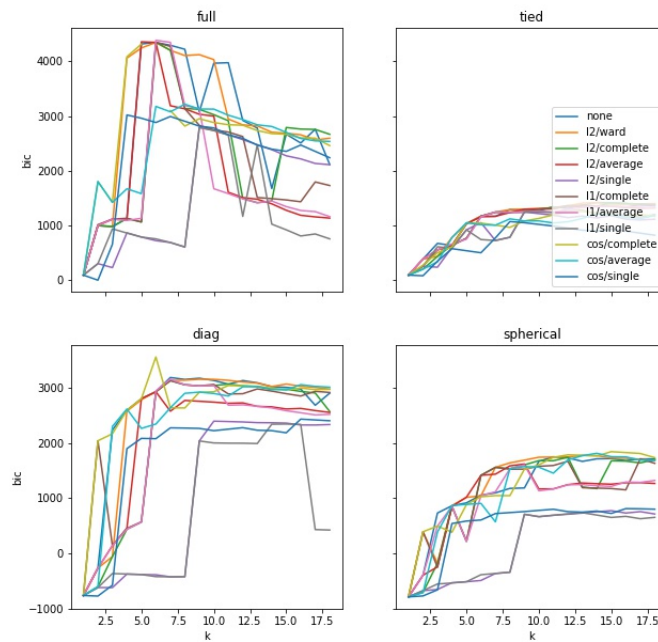 full
tied
bic
4000
3000
2000
1000
0
bic
none
l2/ward
l2/complete
l2/average
l2/single
l1/complete
l1/average
l1/single
cos/complete
cos/average
cos/single
diag
spherical
bic
3000
2000
1000
0
−1000
2.5 5.0 7.5 10.0 12.5 15.0 17.5
k
2.5 5.0 7.5 10.0 12.5 15.0 17.5
k
bic